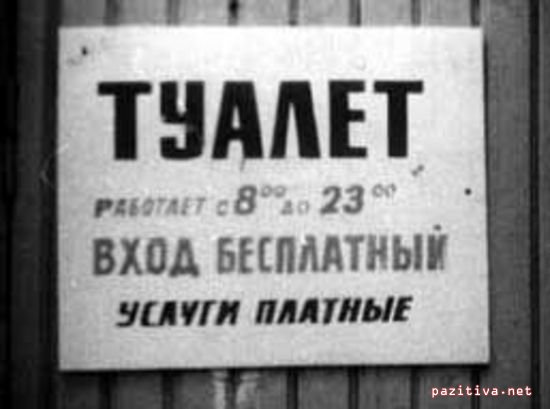 ТУАЛЕТ
РАБОТАЕТ с 8⁰⁰ до 23⁰⁰
ВХОД БЕСПЛАТНЫЙ
УСЛУГИ ПЛАТНЫЕ
pazitiva.net